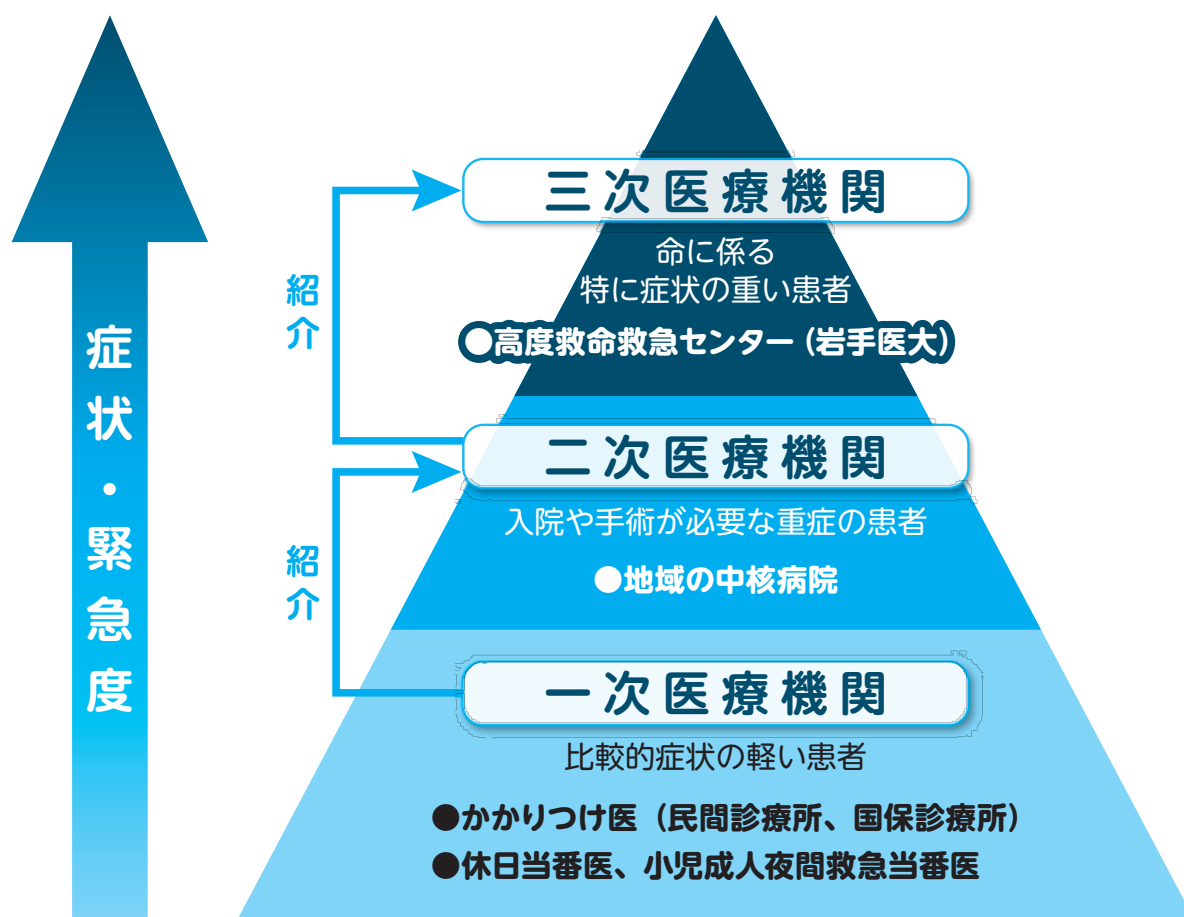 症状・緊急度
紹介
紹介
三次医療機関
命に係る
特に症状の重い患者
●高度救命救急センター（岩手医大）
二次医療機関
入院や手術が必要な重症の患者
●地域の中核病院
一次医療機関
比較的症状の軽い患者
●かかりつけ医（民間診療所、国保診療所）
●休日当番医、小児成人夜間救急当番医